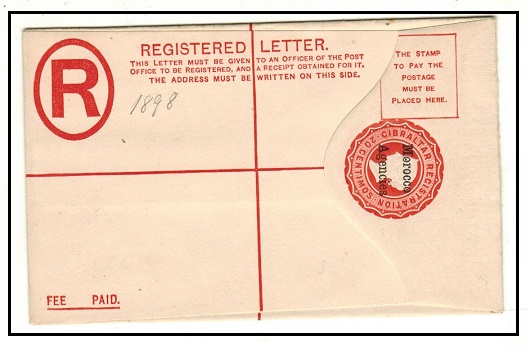 R
REGISTERED LETTER.
THIS LETTER MUST BE GIVEN TO AN OFFICER OF THE POST
OFFICE TO BE REGISTERED, AND A RECEIPT OBTAINED FOR IT.
THE ADDRESS MUST BE WRITTEN ON THIS SIDE.
THE STAMP
TO PAY THE
POSTAGE
MUST BE
PLACED HERE.
1898
GIBRALTAR REGISTRATION
20 CENTIMOS
Morocco
Agencies
FEE PAID.